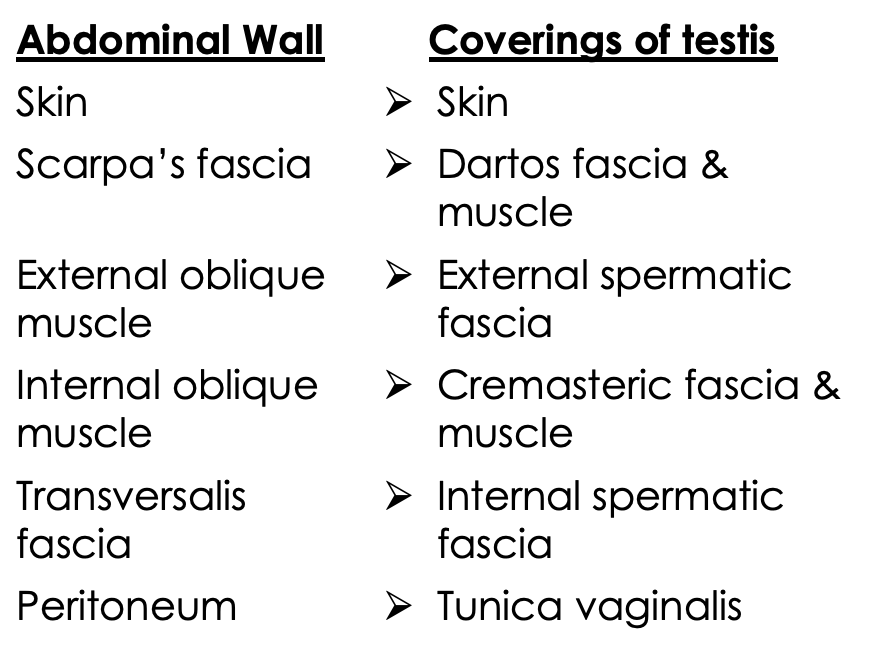 Abdominal Wall Coverings of testis
Skin ➢ Skin
Scarpa’s fascia ➢ Dartos fascia &
muscle
External oblique ➢ External spermatic
muscle fascia
Internal oblique ➢ Cremasteric fascia &
muscle muscle
Transversalis ➢ Internal spermatic
fascia fascia
Peritoneum ➢ Tunica vaginalis